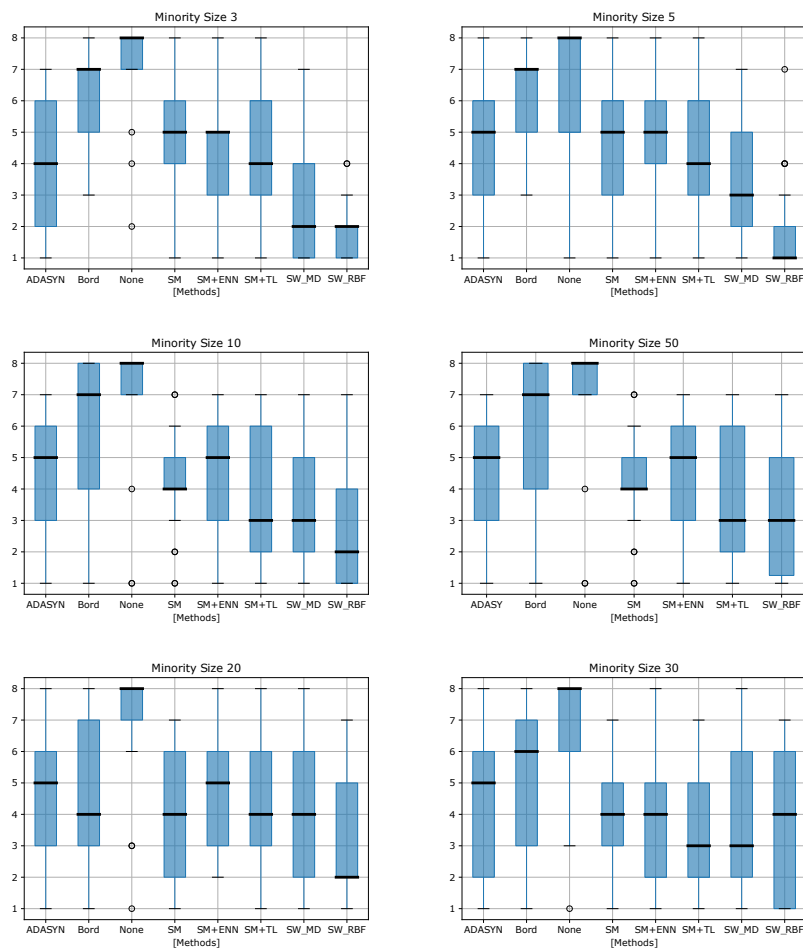 Minority Size 3
8
7
6
5
4
3
2
1
ADASYN Bord None SM SM+ENN SM+TL SW_MD SW_RBF
[Methods]
Minority Size 5
8
7
6
5
4
3
2
1
ADASYN Bord None SM SM+ENN SM+TL SW_MD SW_RBF
[Methods]
Minority Size 10
8
7
6
5
4
3
2
1
ADASYN Bord None SM SM+ENN SM+TL SW_MD SW_RBF
[Methods]
Minority Size 50
8
7
6
5
4
3
2
1
ADASY Bord None SM SM+ENN SM+TL SW_RBF
[Methods]
Minority Size 20
8
7
6
5
4
3
2
1
ADASYN Bord None SM SM+ENN SM+TL SW_MD SW_RBF
[Methods]
Minority Size 30
8
7
6
5
4
3
2
1
ADASYN Bord None SM SM+ENN SM+TL SW_MD SW_RBF
[Methods]